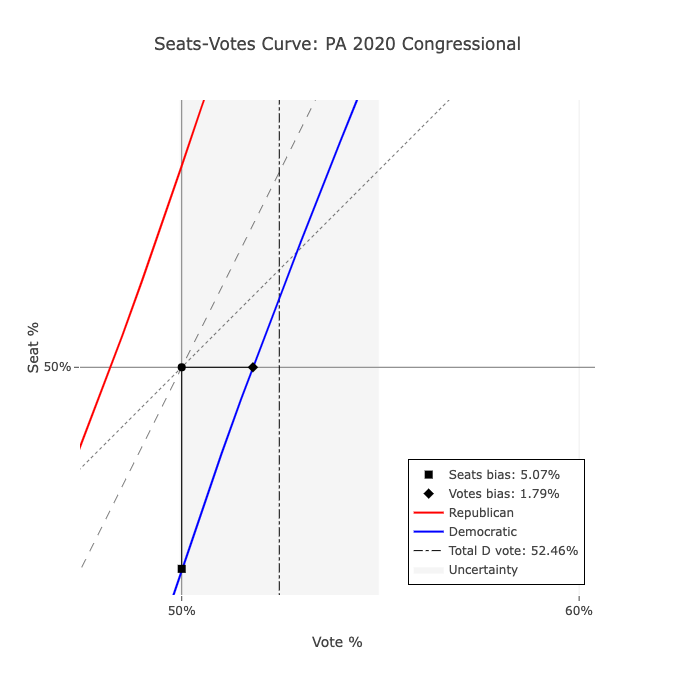 Seats-Votes Curve: PA 2020 Congressional
Seat %
50%
Seats bias: 5.07%
Votes bias: 1.79%
Republican
Democratic
Total D vote: 52.46%
Uncertainty
50%
60%
Vote %